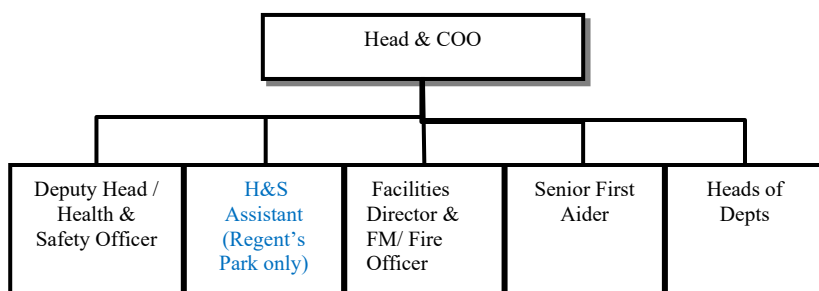 Head & COO
Deputy Head /
Health &
Safety Officer
H&S
Assistant
(Regent’s
Park only)
Facilities
Director &
FM/ Fire
Officer
Senior First
Aider
Heads of
Depts